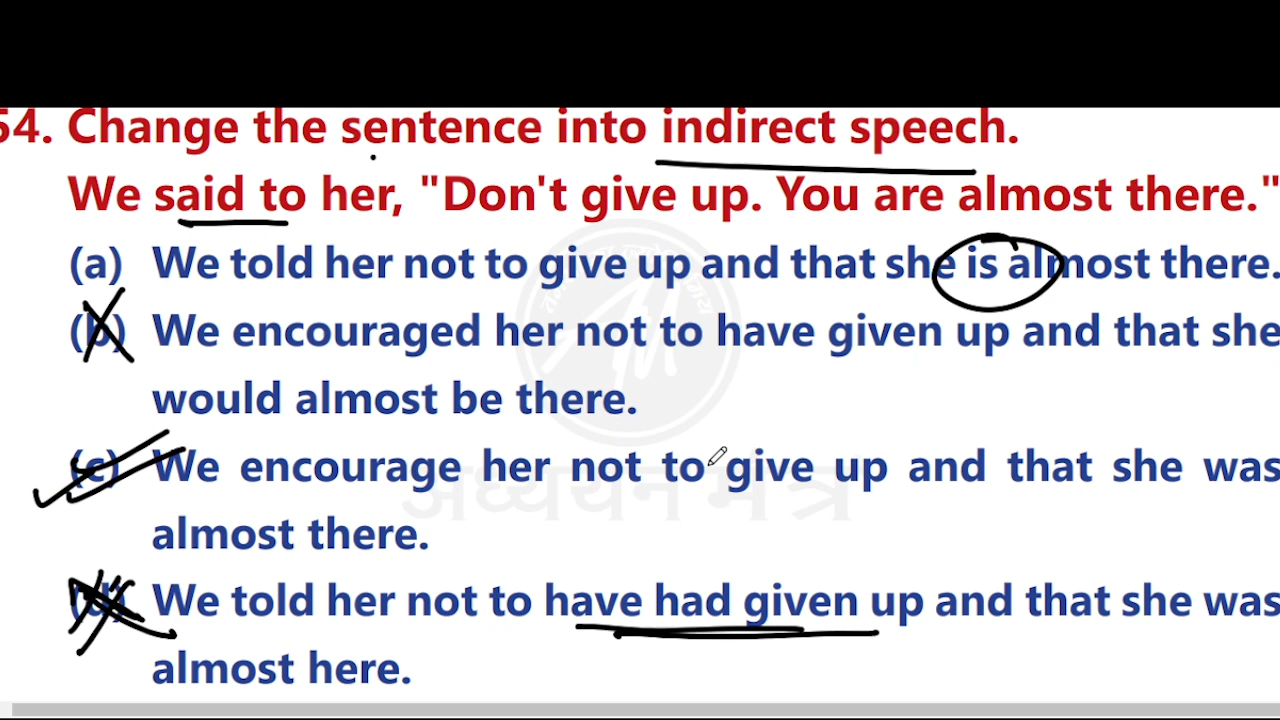 54. Change the sentence into indirect speech.
We said to her, "Don't give up. You are almost there."
(a) We told her not to give up and that she is almost there.
(b) We encouraged her not to have given up and that she
would almost be there.
(c) We encourage her not to give up and that she was
almost there.
(d) We told her not to have had given up and that she was
almost here.
अध्ययन मंत्र